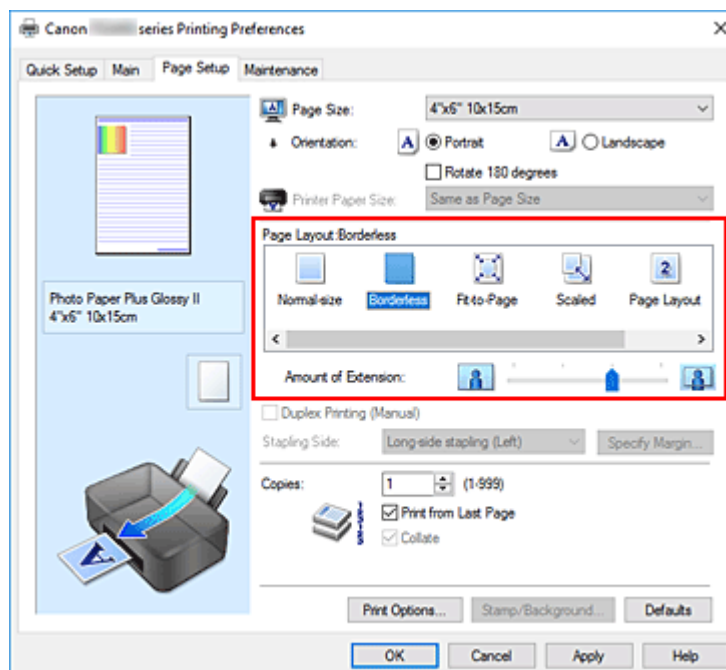 Canon series Printing Preferences
Quick Setup Main Page Setup Maintenance
Page Size: 4"x6" 10x15cm
Orientation: A Portrait A Landscape
Rotate 180 degrees
Printer Paper Size: Same as Page Size
Page Layout:Borderless
2
Normal-size Borderless Fit-to-Page Scaled Page Layout
Photo Paper Plus Glossy II
4"x6" 10x15cm
Amount of Extension:
Duplex Printing (Manual)
Stapling Side: Long-side stapling (Left) Specify Margin...
Copies: 1 (1-999)
Print from Last Page
Collate
A
Print Options... Stamp/Background... Defaults
OK Cancel Apply Help